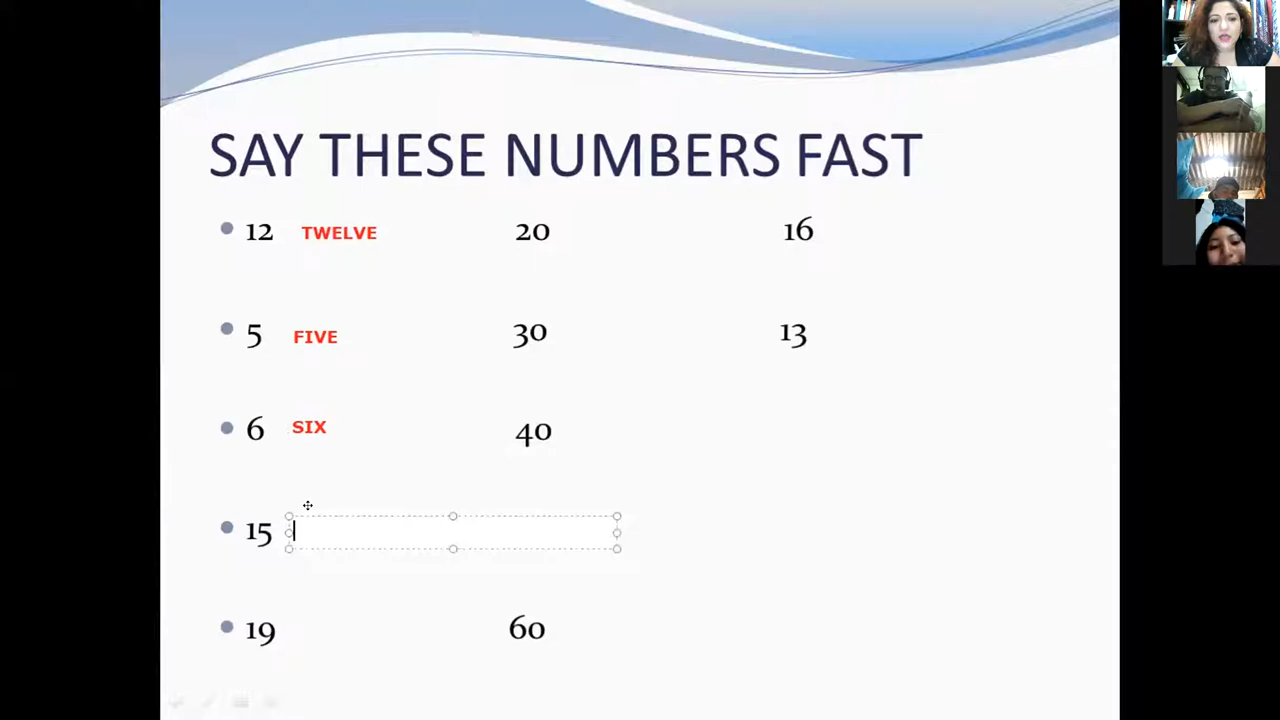 SAY THESE NUMBERS FAST
12 TWELVE 20 16
5 FIVE 30 13
6 SIX 40
15
19 60